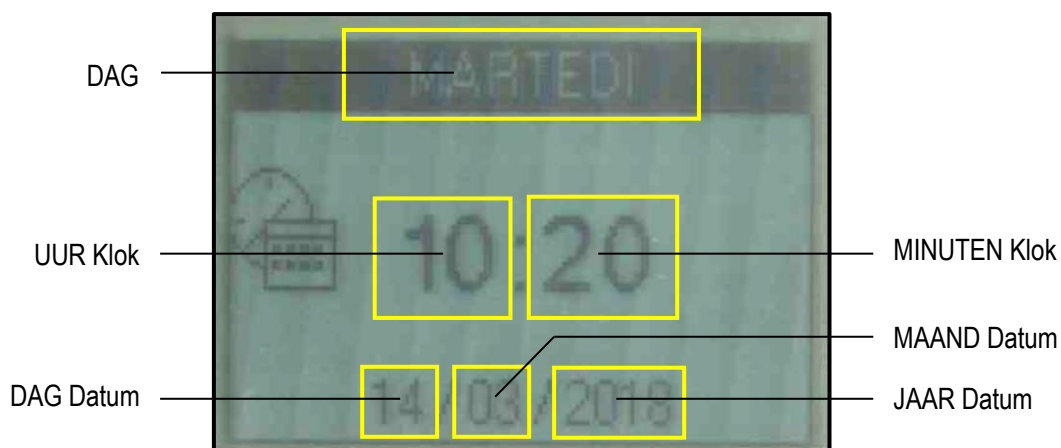 DAG
MARTEDI
UUR Klok
10:20
MINUTEN Klok
MAAND Datum
DAG Datum
14/03/2018
JAAR Datum